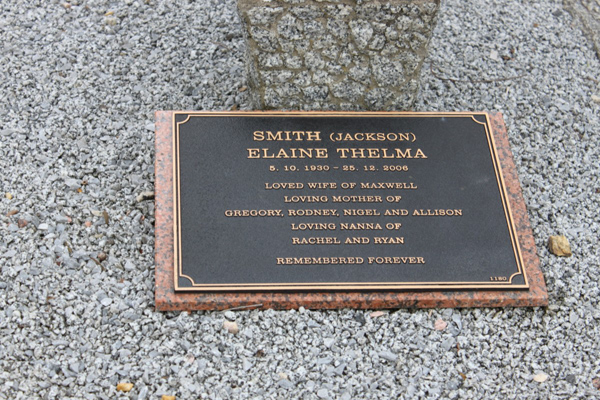 SMITH (JACKSON)
ELAINE THELMA
5. 10. 1930 - 25. 12. 2006
LOVED WIFE OF MAXWELL
LOVING MOTHER OF
GREGORY, RODNEY, NIGEL AND ALLISON
LOVING NANNA OF
RACHEL AND RYAN
REMEMBERED FOREVER
1180